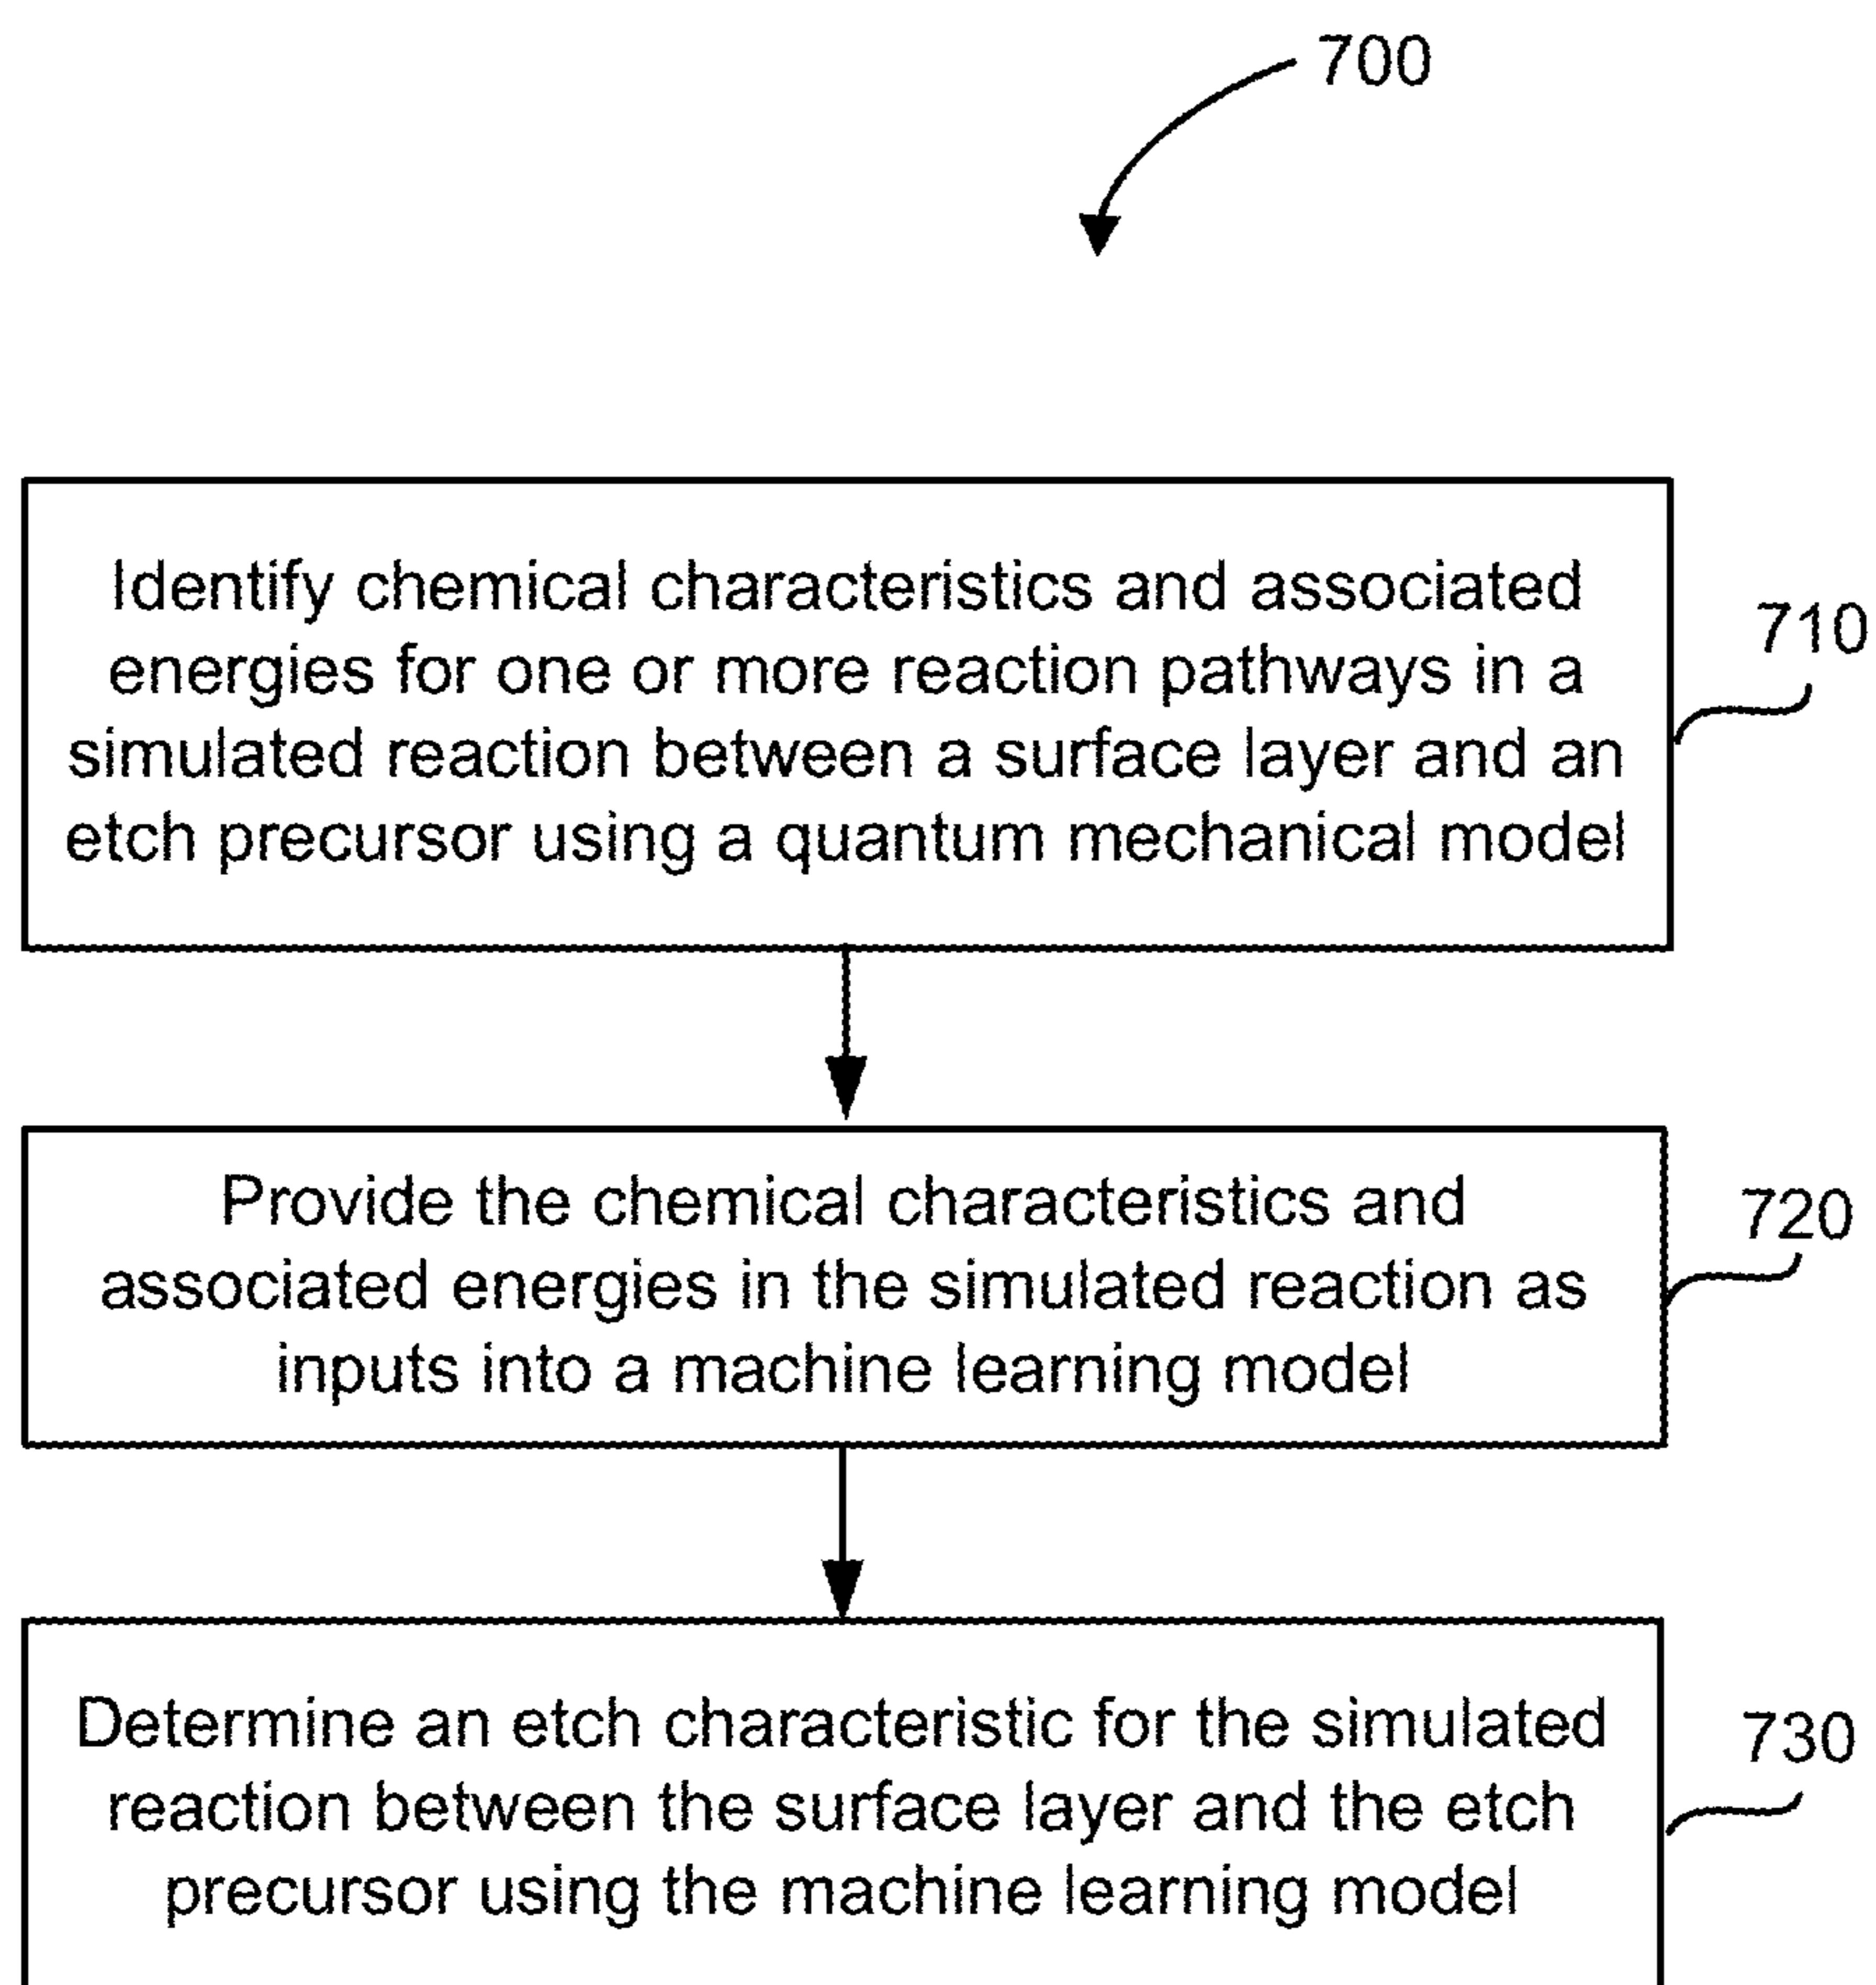 700
Identify chemical characteristics and associated
energies for one or more reaction pathways in a
simulated reaction between a surface layer and an
etch precursor using a quantum mechanical model
710
Provide the chemical characteristics and
associated energies in the simulated reaction as
inputs into a machine learning model
720
Determine an etch characteristic for the simulated
reaction between the surface layer and the etch
precursor using the machine learning model
730